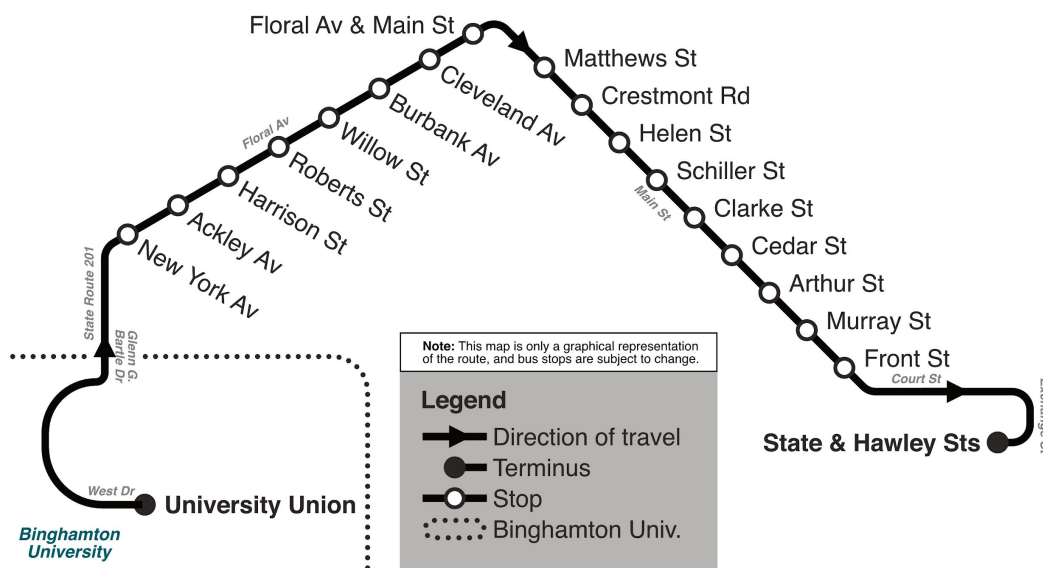 Floral Av & Main St
Cleveland Av
Burbank Av
Willow St
Roberts St
Harrison St
Ackley Av
New York Av
Floral Av
State Route 201
Glenn G.
Bartle Dr
West Dr
University Union
Binghamton
University
Matthews St
Crestmont Rd
Helen St
Schiller St
Main St
Clarke St
Cedar St
Arthur St
Murray St
Front St
Court St
State & Hawley Sts
Note: This map is only a graphical representation
of the route, and bus stops are subject to change.
Legend
Direction of travel
Terminus
Stop
Binghamton Univ.